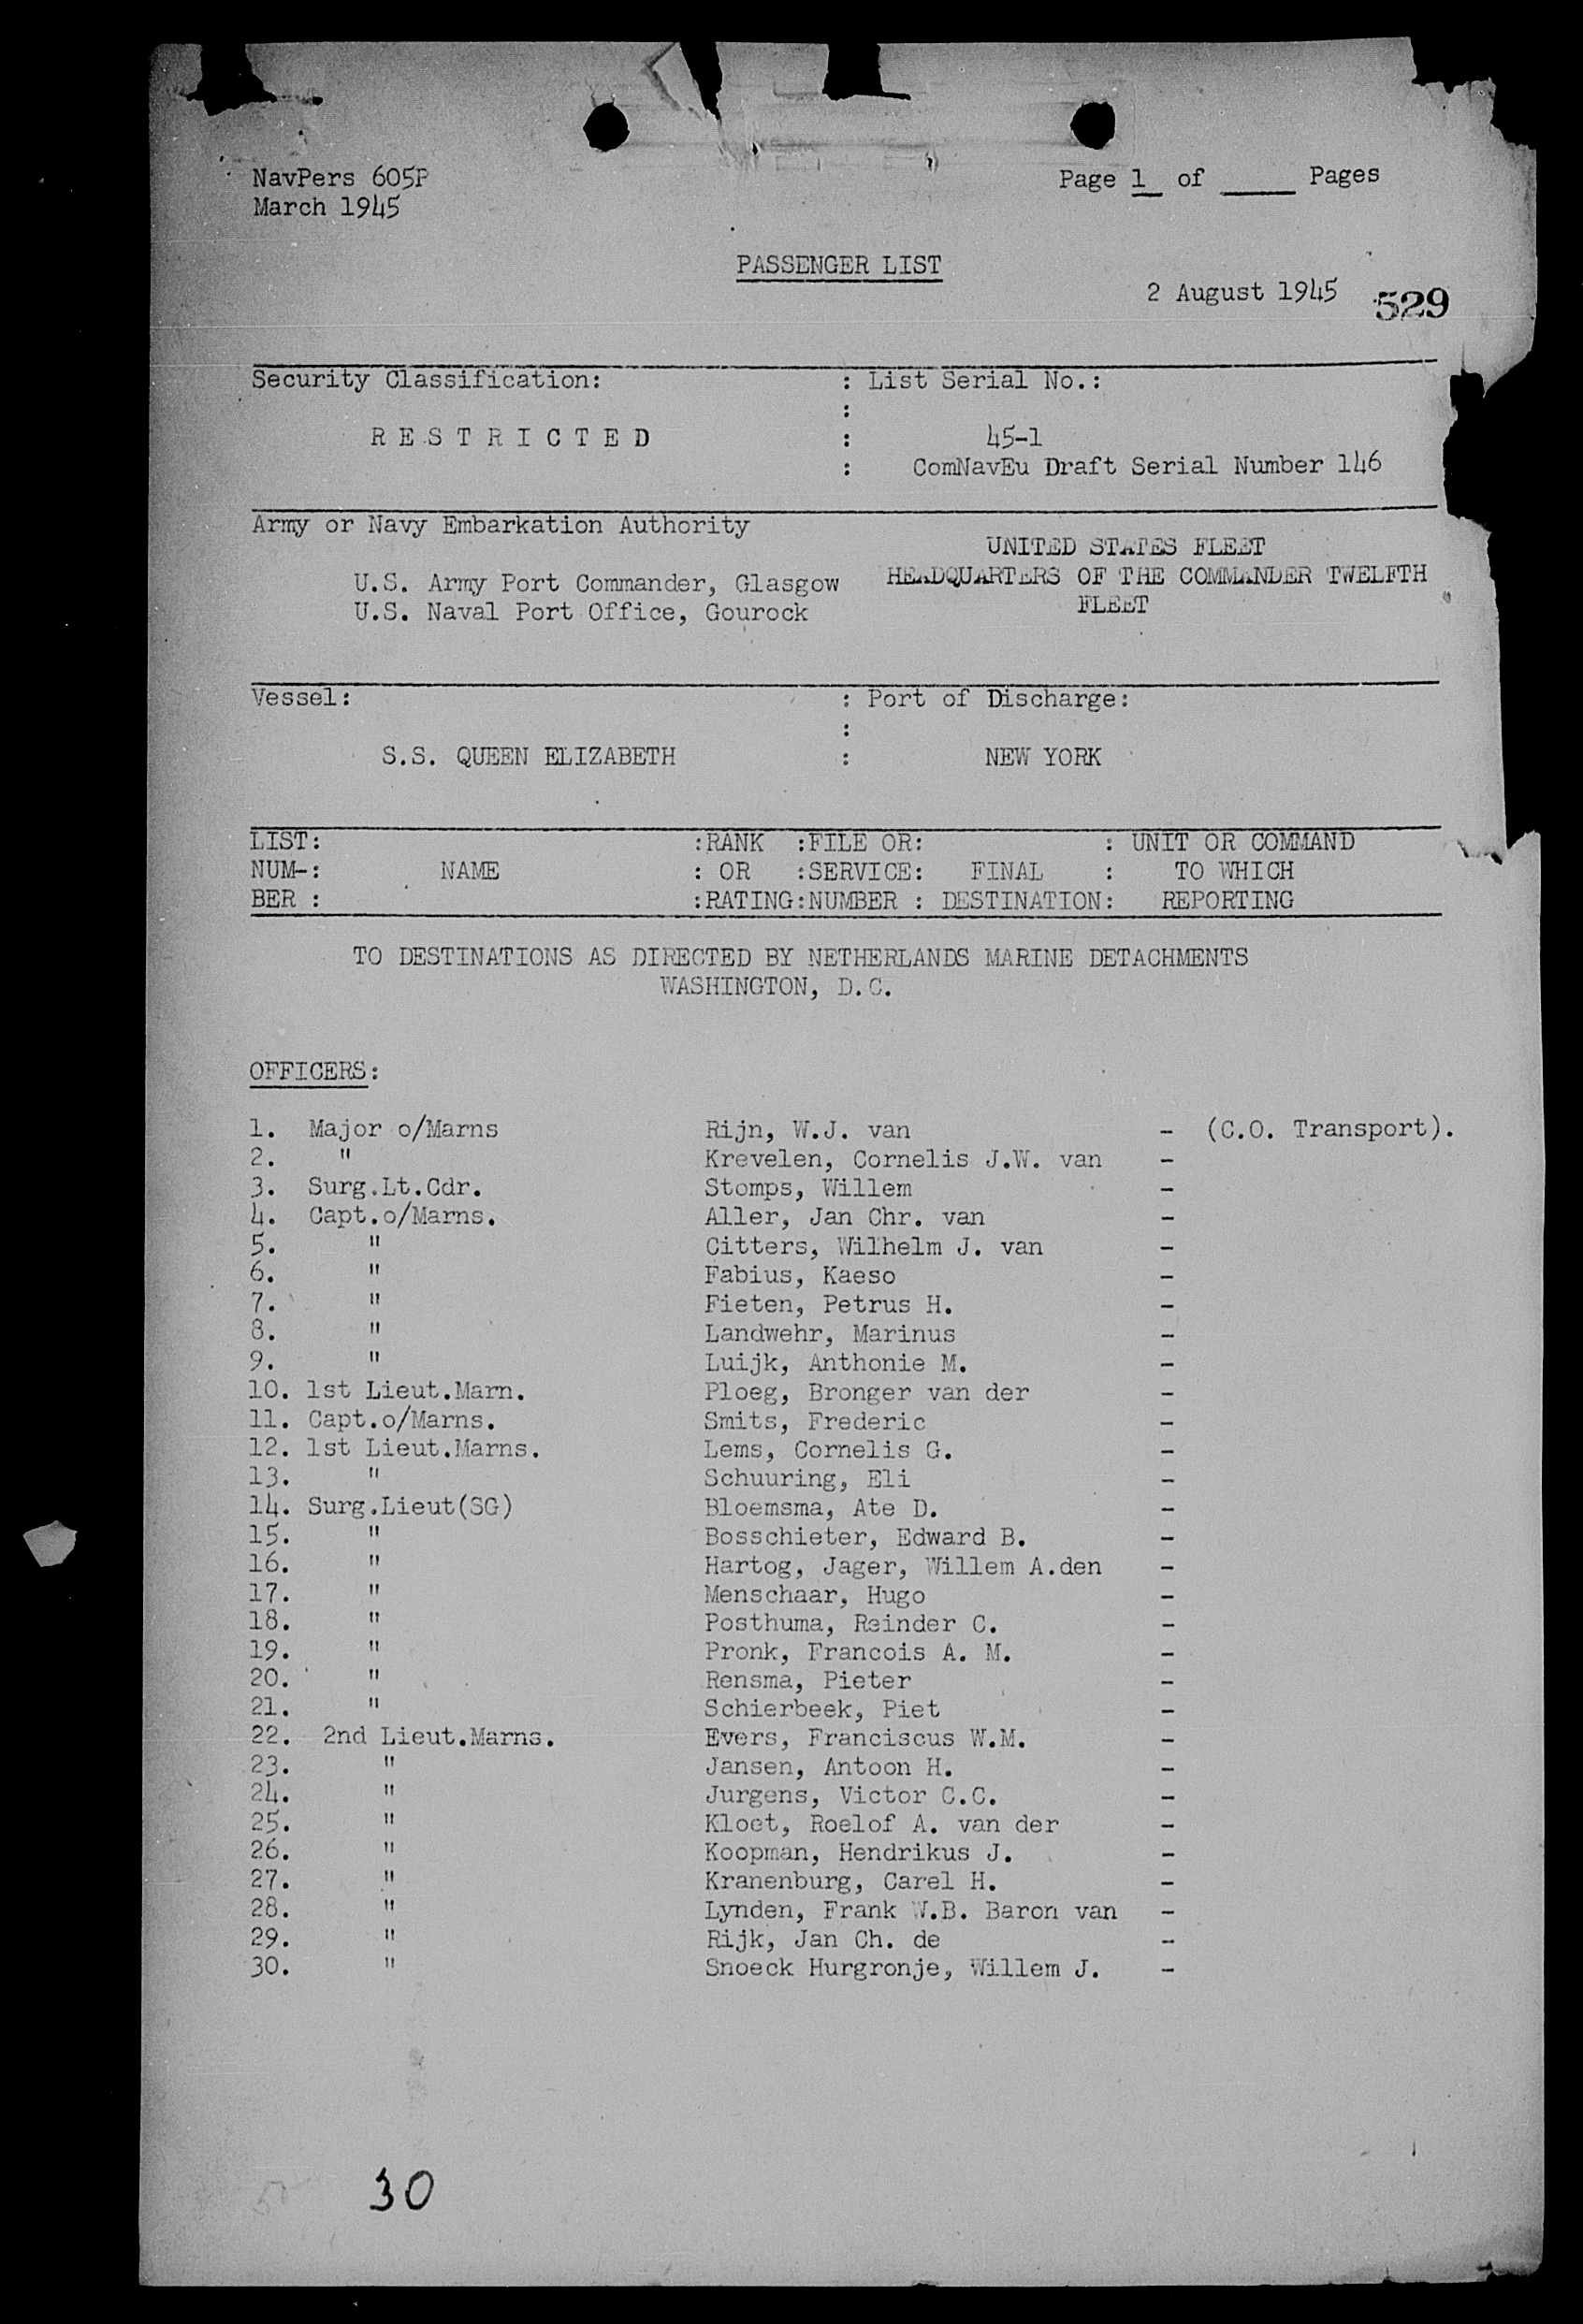 NavPers 605P
Page 1 of _____ Pages
March 1945
PASSENGER LIST
2 August 1945 529
Security Classification: : List Serial No.:
:
R E S T R I C T E D : 45-1
: ComNavEu Draft Serial Number 146
Army or Navy Embarkation Authority
UNITED STATES FLEET
U.S. Army Port Commander, Glasgow HEADQUARTERS OF THE COMMANDER TWELFTH
U.S. Naval Port Office, Gourock FLEET
Vessel: : Port of Discharge:
:
S.S. QUEEN ELIZABETH : NEW YORK
LIST: :RANK :FILE OR: : UNIT OR COMMAND
NUM-: NAME : OR :SERVICE: FINAL : TO WHICH
BER : :RATING:NUMBER : DESTINATION: REPORTING
TO DESTINATIONS AS DIRECTED BY NETHERLANDS MARINE DETACHMENTS
WASHINGTON, D.C.
OFFICERS:
1. Major o/Marns Rijn, W.J. van - (C.O. Transport).
2. " Krevelen, Cornelis J.W. van -
3. Surg.Lt.Cdr. Stomps, Willem -
4. Capt.o/Marns. Aller, Jan Chr. van -
5. " Citters, Wilhelm J. van -
6. " Fabius, Kaeso -
7. " Fieten, Petrus H. -
8. " Landwehr, Marinus -
9. " Luijk, Anthonie M. -
10. 1st Lieut.Marn. Ploeg, Bronger van der -
11. Capt.o/Marns. Smits, Frederic -
12. 1st Lieut.Marns. Lems, Cornelis G. -
13. " Schuuring, Eli -
14. Surg.Lieut(SG) Bloemsma, Ate D. -
15. " Bosschieter, Edward B. -
16. " Hartog, Jager, Willem A.den -
17. " Menschaar, Hugo -
18. " Posthuma, Reinder C. -
19. " Pronk, Francois A. M. -
20. " Rensma, Pieter -
21. " Schierbeek, Piet -
22. 2nd Lieut.Marns. Evers, Franciscus W.M. -
23. " Jansen, Antoon H. -
24. " Jurgens, Victor C.C. -
25. " Kloet, Roelof A. van der -
26. " Koopman, Hendrikus J. -
27. " Kranenburg, Carel H. -
28. " Lynden, Frank W.B. Baron van -
29. " Rijk, Jan Ch. de -
30. " Snoeck Hurgronje, Willem J. -
30